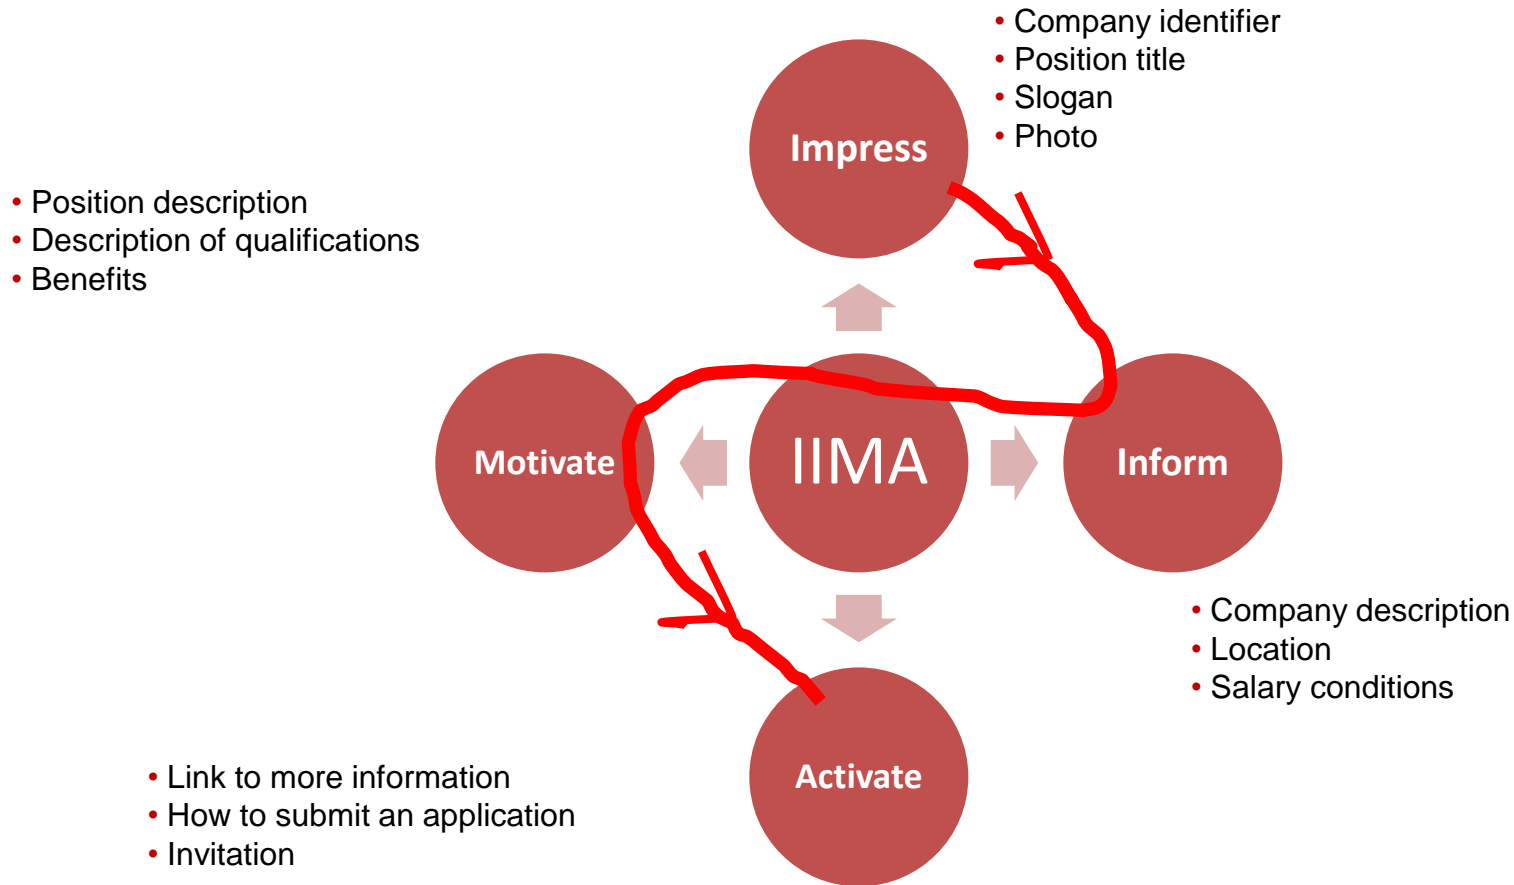 • Company identifier
• Position title
• Slogan
• Photo
Impress
• Position description
• Description of qualifications
• Benefits
Motivate
IIMA
Inform
• Company description
• Location
• Salary conditions
Activate
• Link to more information
• How to submit an application
• Invitation